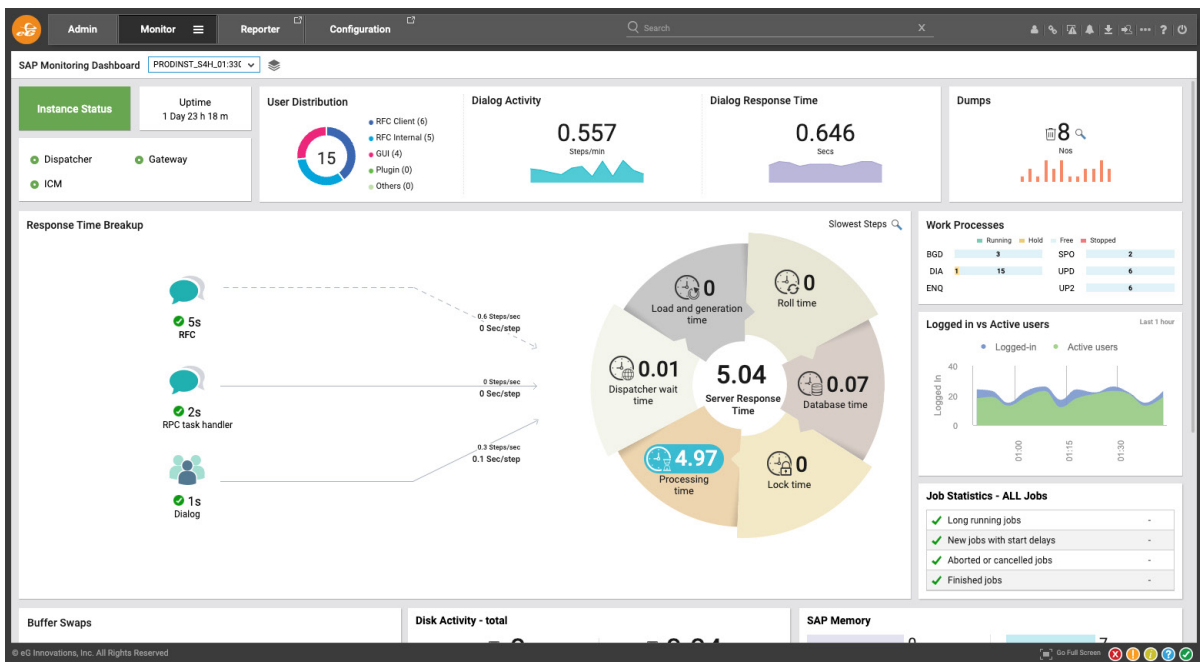 eG
Admin
Monitor
Reporter
Configuration
Search
X
SAP Monitoring Dashboard
PRODINST_S4H_01:330
Instance Status
Uptime
1 Day 23 h 18 m
Dispatcher
Gateway
ICM
User Distribution
15
RFC Client (6)
RFC Internal (5)
GUI (4)
Plugin (0)
Others (0)
Dialog Activity
0.557
Steps/min
Dialog Response Time
0.646
Secs
Dumps
8
Nos
Response Time Breakup
Slowest Steps
5s
RFC
0.6 Steps/sec
0 Sec/step
2s
RPC task handler
0 Steps/sec
0 Sec/step
1s
Dialog
0.3 Steps/sec
0.1 Sec/step
0
Load and generation
time
0
Roll time
0.01
Dispatcher wait
time
5.04
Server Response
Time
0.07
Database time
4.97
Processing
time
0
Lock time
Work Processes
Running Hold Free Stopped
BGD 3 SPO 2
DIA 1 15 UPD 6
ENQ UP2 6
Logged in vs Active users
Last 1 hour
Logged-in Active users
Logged In
40
20
0
01:00
01:15
01:30
Job Statistics - ALL Jobs
Long running jobs -
New jobs with start delays -
Aborted or cancelled jobs -
Finished jobs -
Buffer Swaps
Disk Activity - total
SAP Memory
© eG Innovations, Inc. All Rights Reserved
Go Full Screen